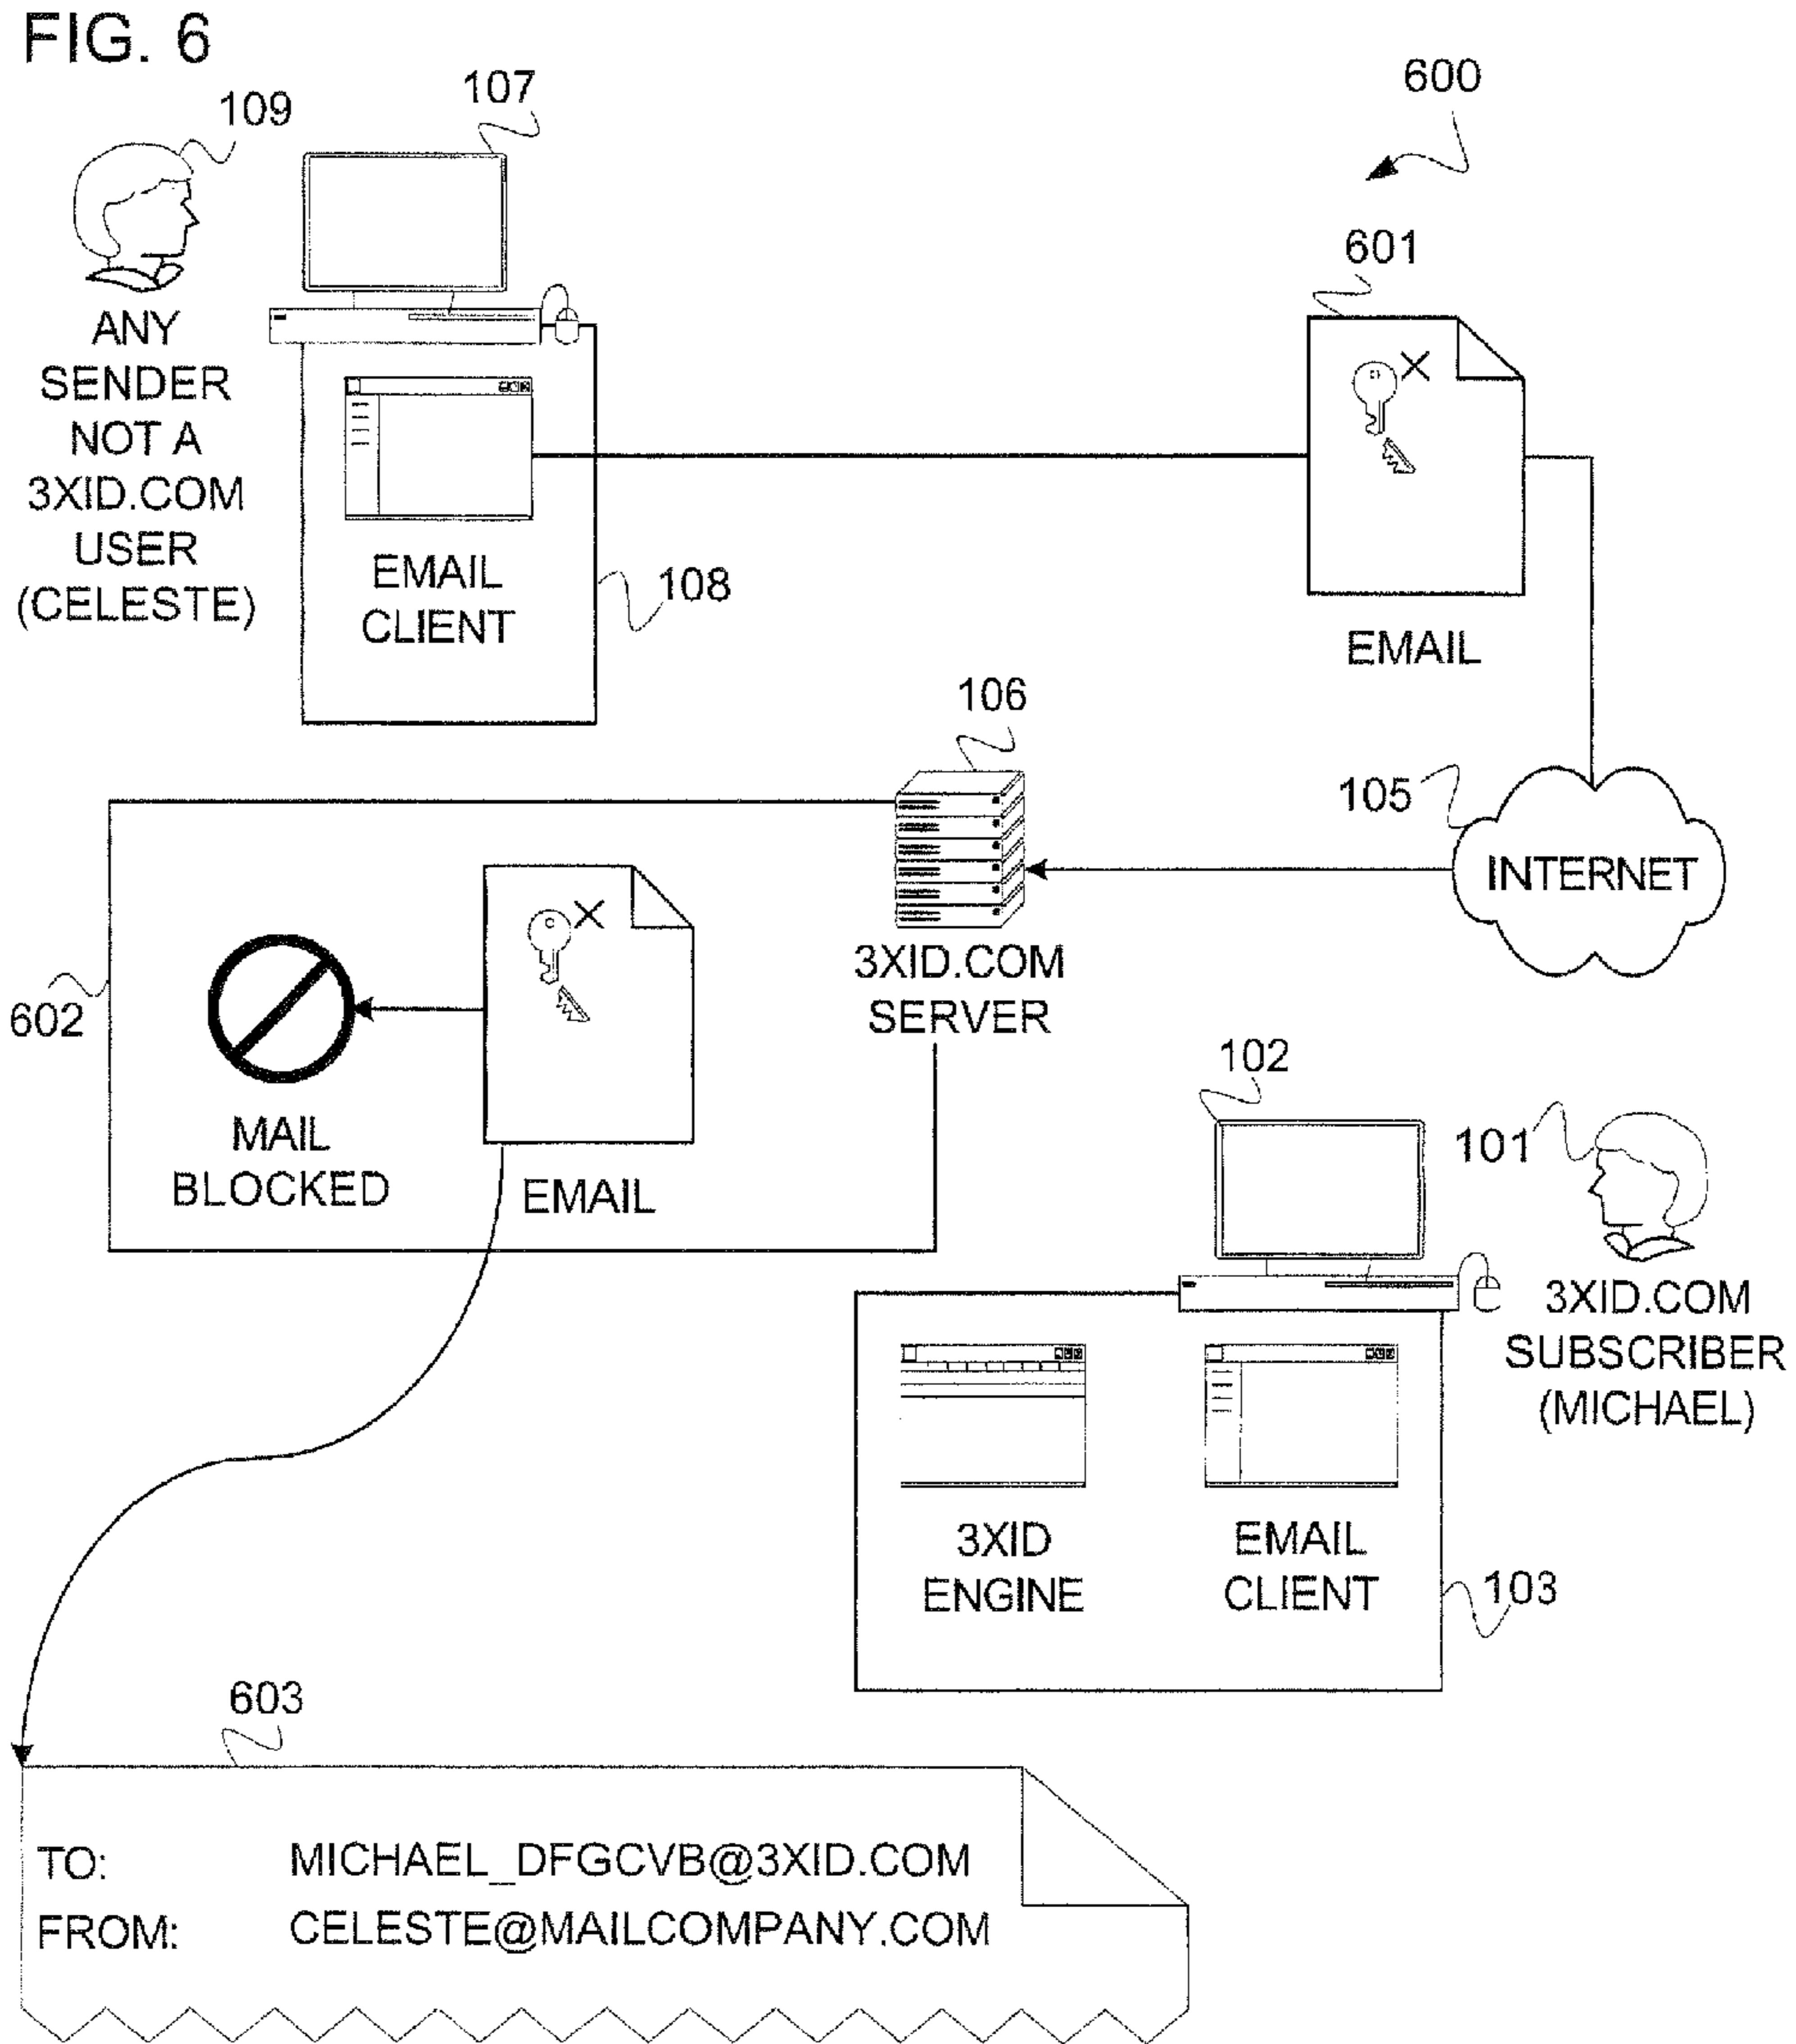 FIG. 6
109
107
600
601
ANY
SENDER
NOT A
3XID.COM
USER
(CELESTE)
EMAIL
CLIENT
108
EMAIL
106
105
INTERNET
3XID.COM
SERVER
602
MAIL
BLOCKED
EMAIL
102
101
3XID.COM
SUBSCRIBER
(MICHAEL)
3XID
ENGINE
EMAIL
CLIENT
103
603
TO: MICHAEL_DFGCVB@3XID.COM
FROM: CELESTE@MAILCOMPANY.COM